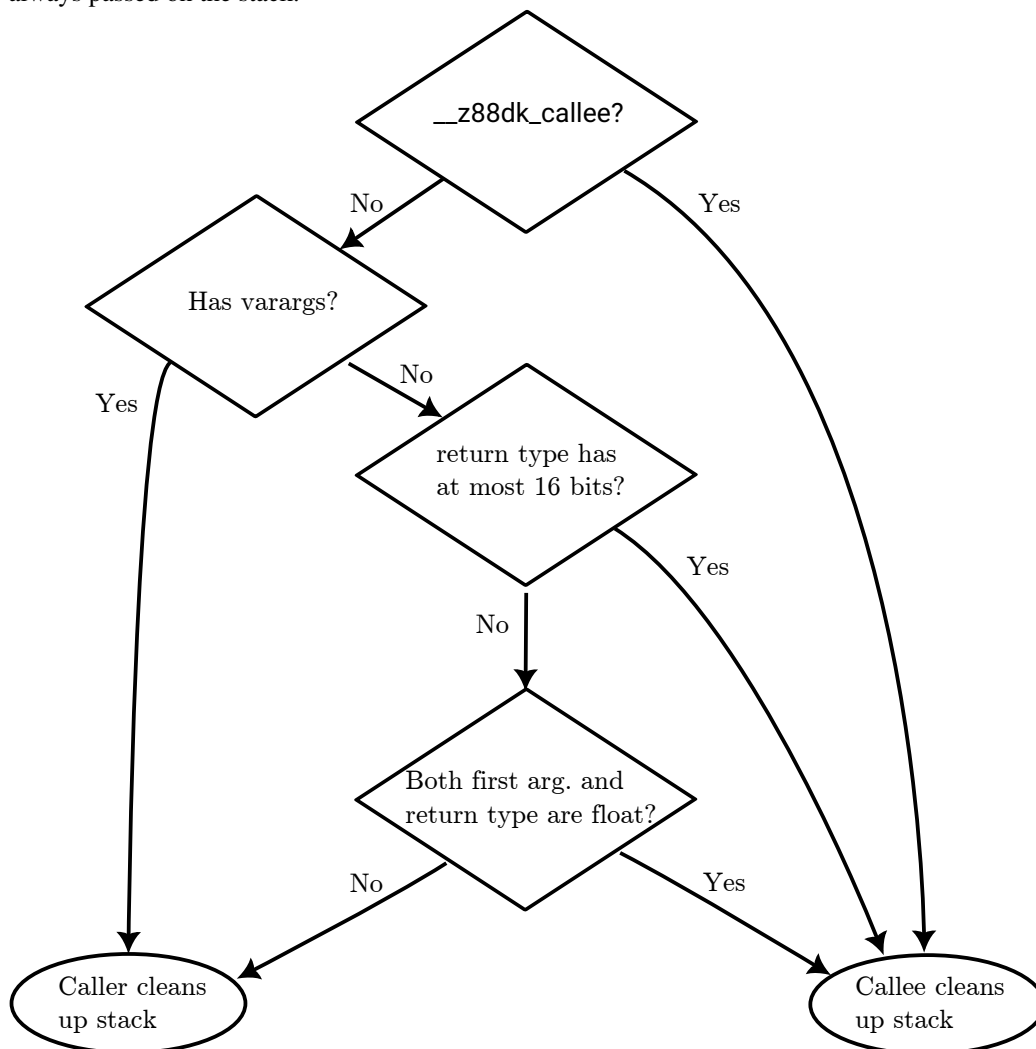 always passed on the stack.
__z88dk_callee?
No
Yes
Has varargs?
No
Yes
return type has
at most 16 bits?
Yes
No
Both first arg. and
return type are float?
No
Yes
Caller cleans
up stack
Callee cleans
up stack